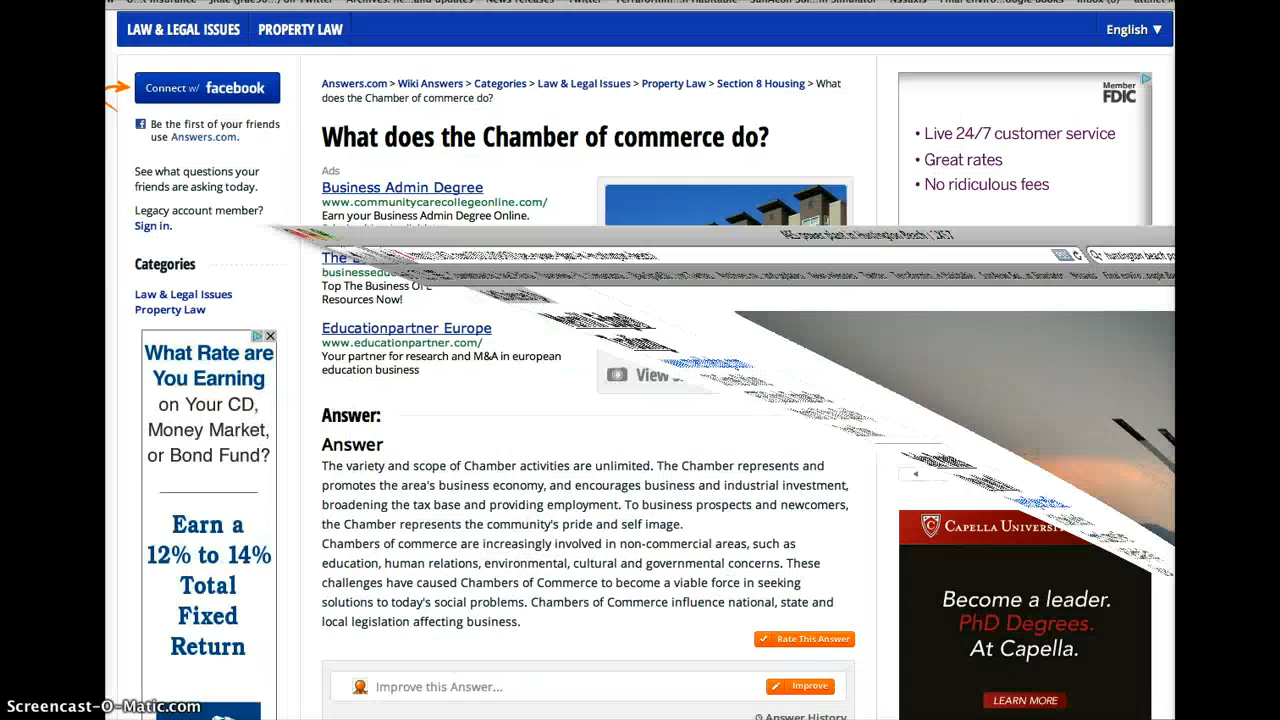 LAW & LEGAL ISSUES PROPERTY LAW English ▼
Connect w/ facebook
Be the first of your friends
use Answers.com.
See what questions your
friends are asking today.
Legacy account member?
Sign in.
Categories
Law & Legal Issues
Property Law
What Rate are
You Earning
on Your CD,
Money Market,
or Bond Fund?
Earn a
12% to 14%
Total
Fixed
Return
Answers.com > Wiki Answers > Categories > Law & Legal Issues > Property Law > Section 8 Housing > What
does the Chamber of commerce do?
What does the Chamber of commerce do?
Ads
Business Admin Degree
www.communitycarecollegeonline.com/
Earn your Business Admin Degree Online.
The
Top The Business Of
Resources Now!
Educationpartner Europe
www.educationpartner.com/
Your partner for research and M&A in european
education business
View
Answer:
Answer
The variety and scope of Chamber activities are unlimited. The Chamber represents and
promotes the area's business economy, and encourages business and industrial investment,
broadening the tax base and providing employment. To business prospects and newcomers,
the Chamber represents the community's pride and self image.
Chambers of commerce are increasingly involved in non-commercial areas, such as
education, human relations, environmental, cultural and governmental concerns. These
challenges have caused Chambers of Commerce to become a viable force in seeking
solutions to today's social problems. Chambers of Commerce influence national, state and
local legislation affecting business.
Rate This Answer
Improve this Answer...
Improve
Answer History
Member
FDIC
• Live 24/7 customer service
• Great rates
• No ridiculous fees
CAPELLA
Become a leader.
PhD Degrees.
At Capella.
LEARN MORE
Screencast-O-Matic.com